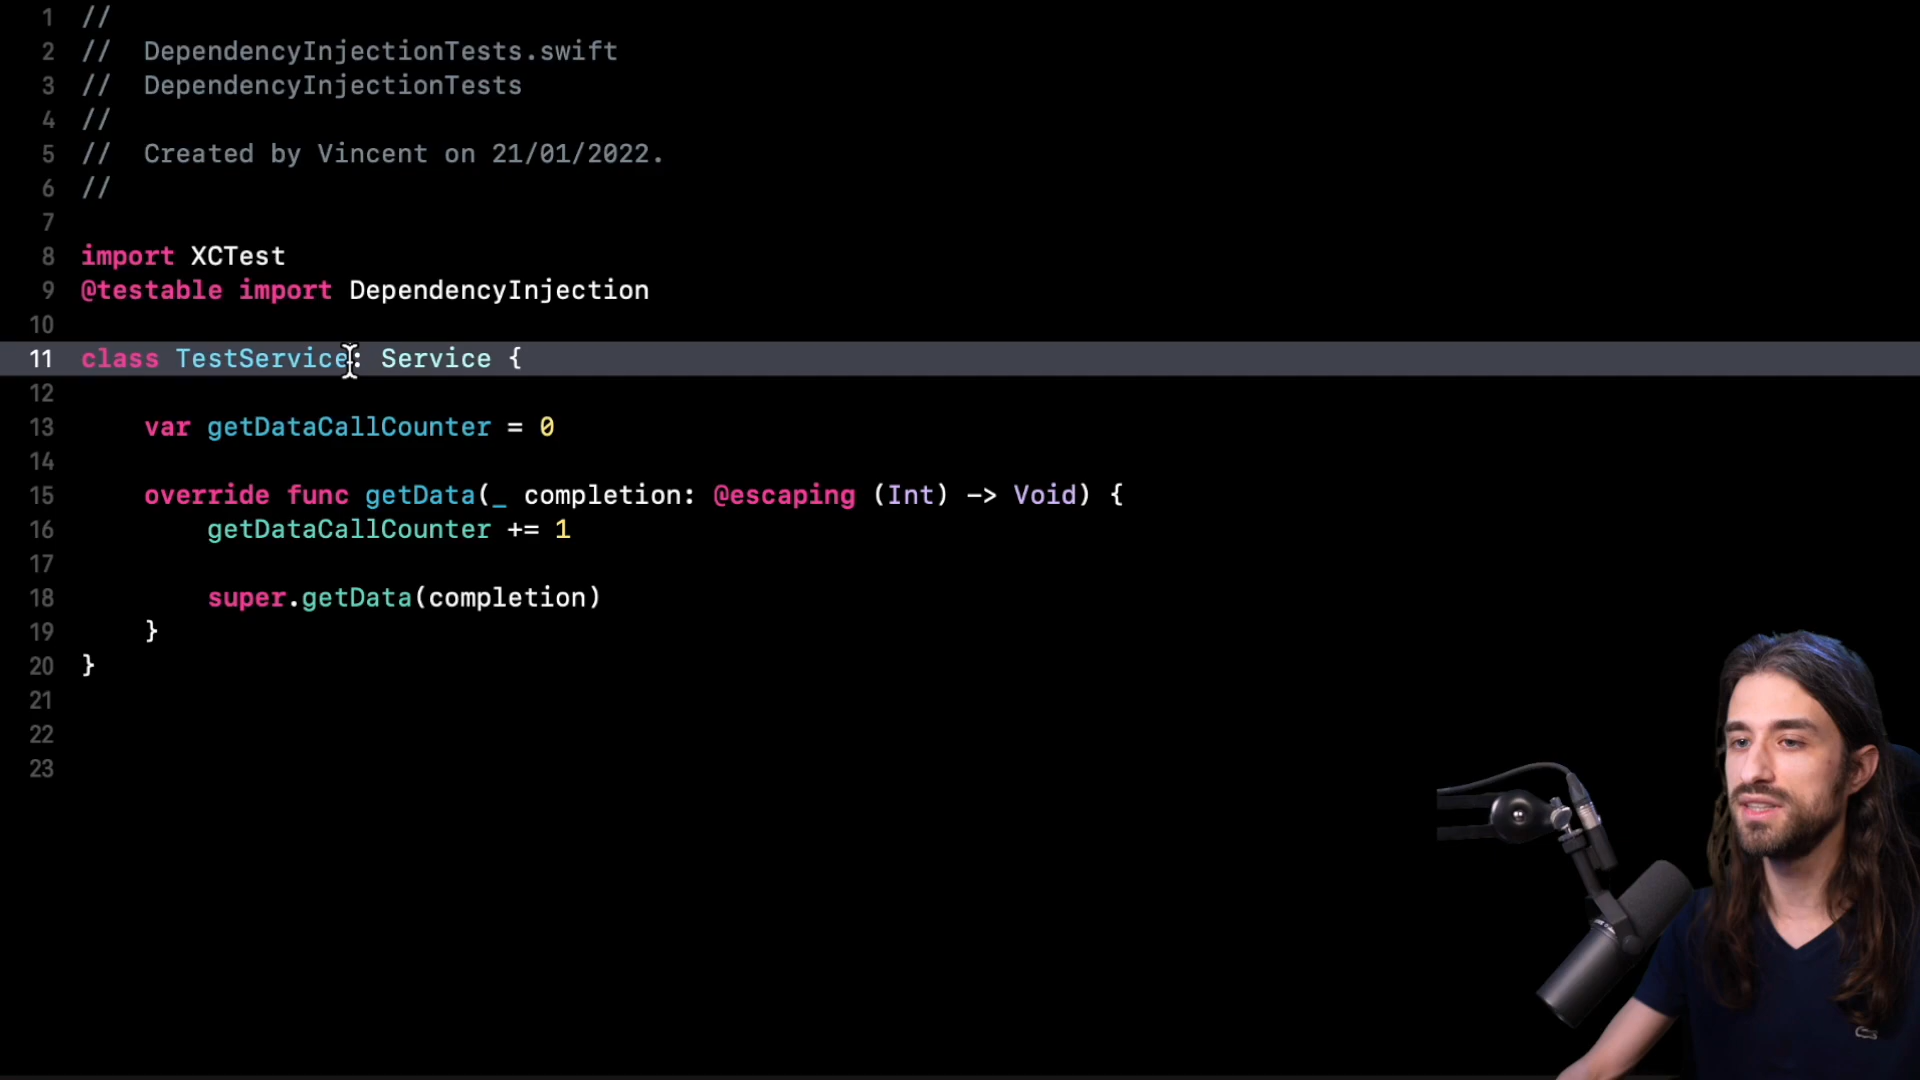 1 //
2 // DependencyInjectionTests.swift
3 // DependencyInjectionTests
4 //
5 // Created by Vincent on 21/01/2022.
6 //
7
8 import XCTest
9 @testable import DependencyInjection
10
11 class TestService: Service {
12
13 var getDataCallCounter = 0
14
15 override func getData(_ completion: @escaping (Int) -> Void) {
16 getDataCallCounter += 1
17
18 super.getData(completion)
19 }
20 }
21
22
23